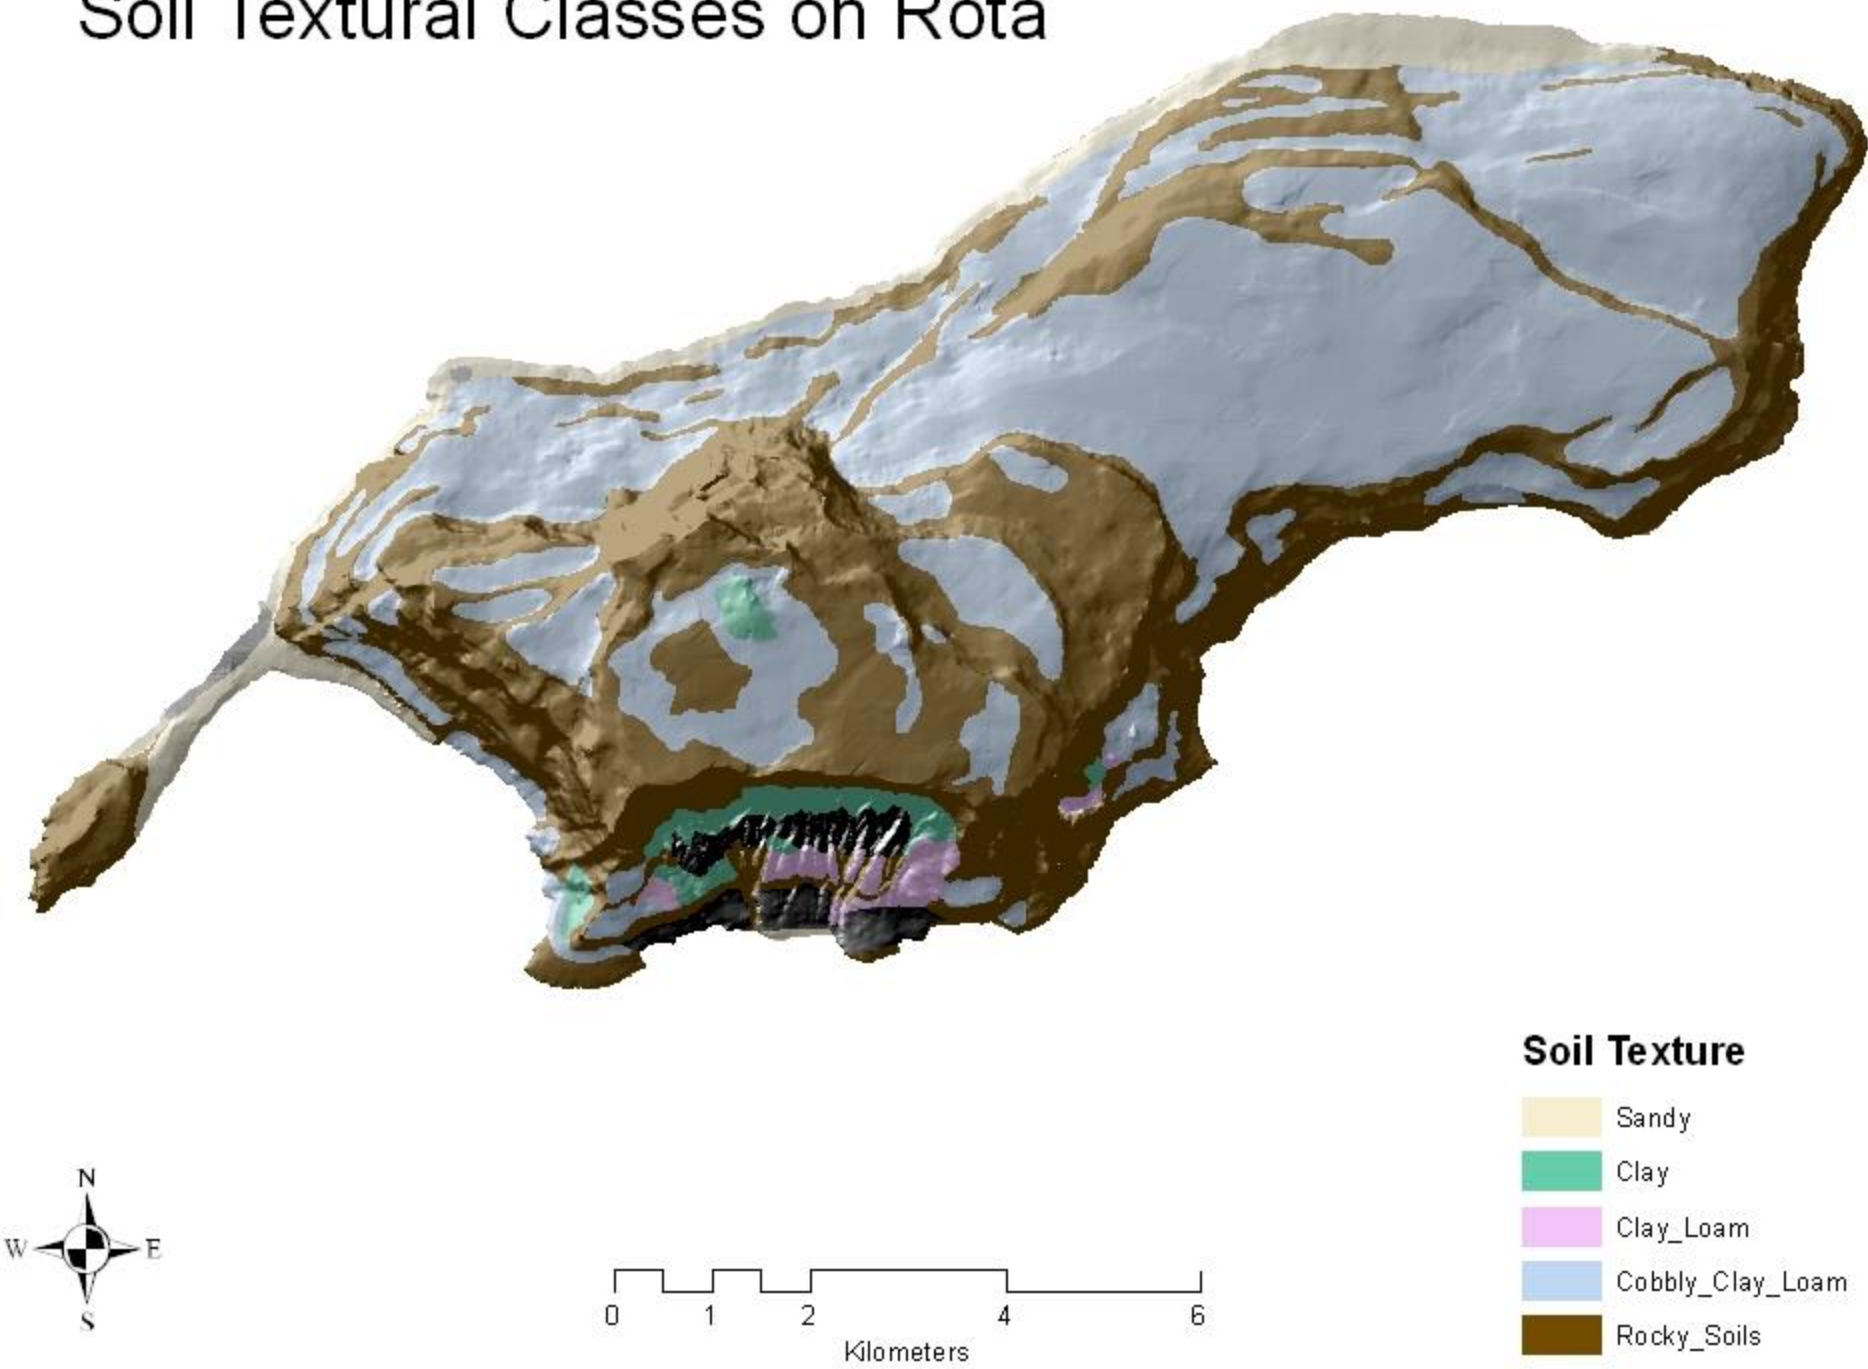 Soil Textural Classes on Rota
Soil Texture
Sandy
Clay
Clay_Loam
Cobbly_Clay_Loam
Rocky_Soils
N
W E
S
0 1 2 4 6
Kilometers